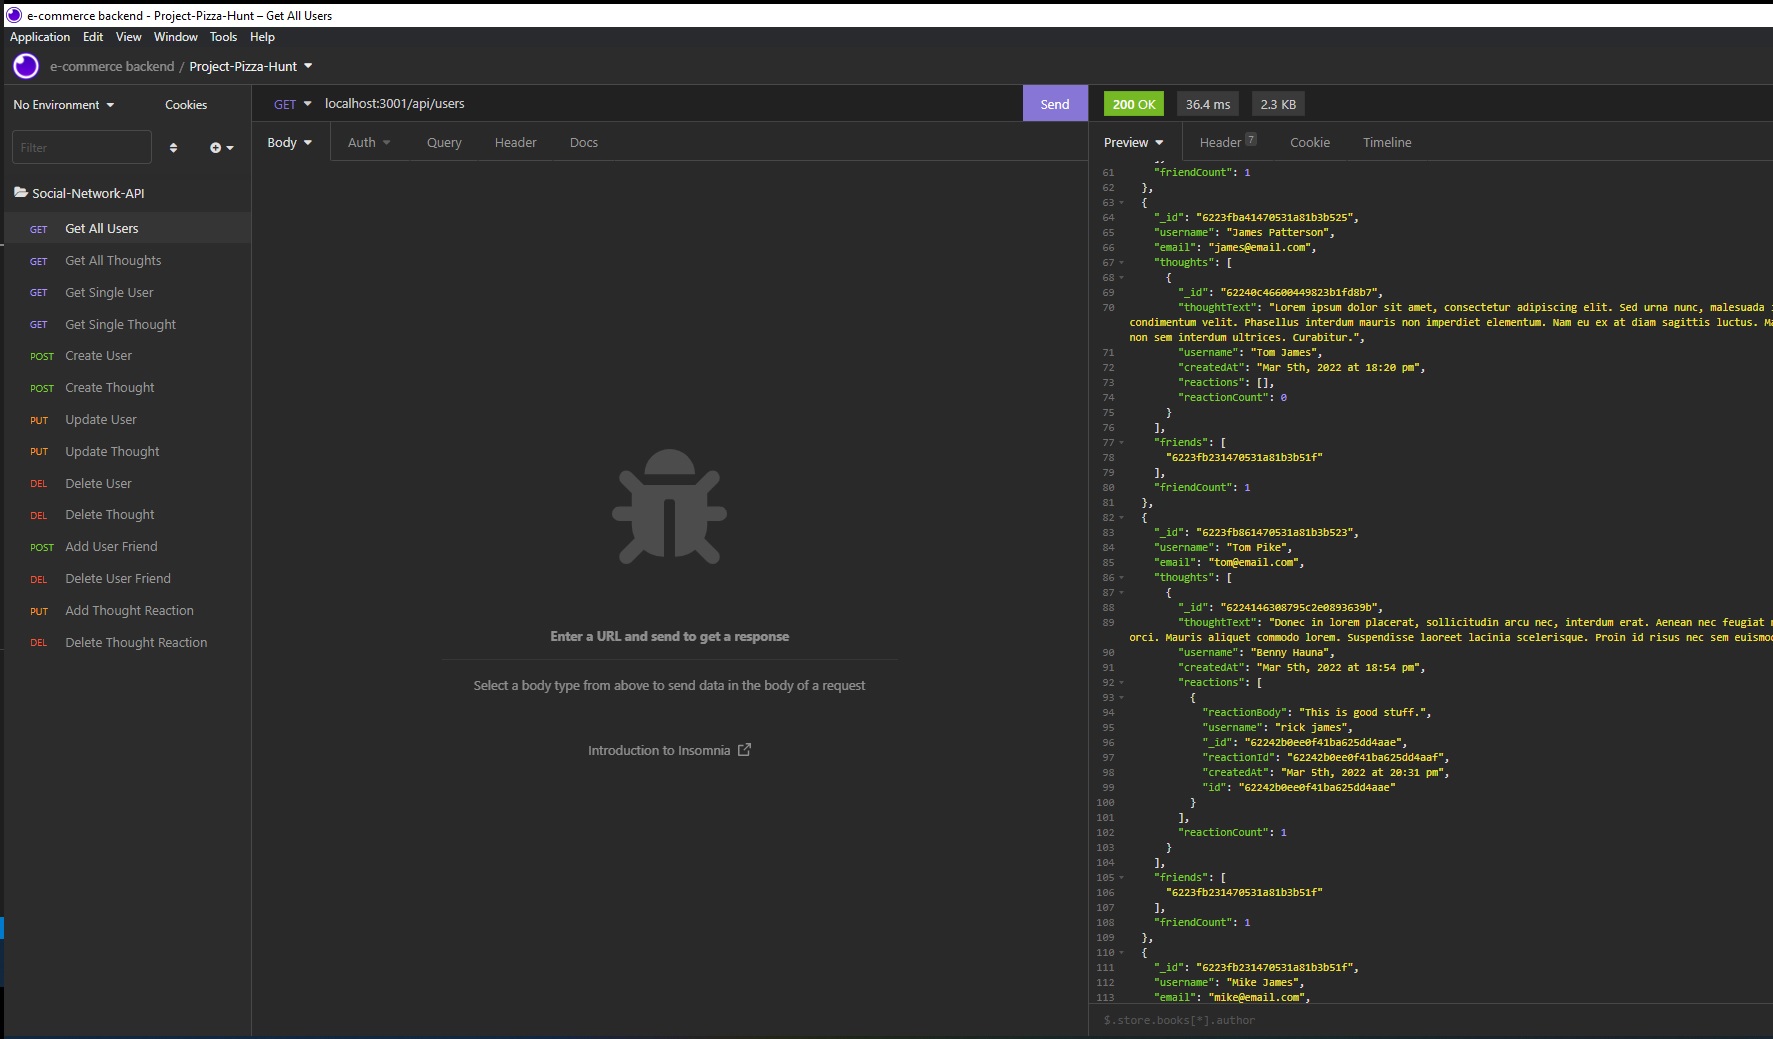 e-commerce backend - Project-Pizza-Hunt – Get All Users
Application Edit View Window Tools Help
e-commerce backend / Project-Pizza-Hunt
No Environment Cookies
Filter
Social-Network-API
GET Get All Users
GET Get All Thoughts
GET Get Single User
GET Get Single Thought
POST Create User
POST Create Thought
PUT Update User
PUT Update Thought
DEL Delete User
DEL Delete Thought
POST Add User Friend
DEL Delete User Friend
PUT Add Thought Reaction
DEL Delete Thought Reaction
GET localhost:3001/api/users Send
Body Auth Query Header Docs
Enter a URL and send to get a response
Select a body type from above to send data in the body of a request
Introduction to Insomnia
200 OK 36.4 ms 2.3 KB
Preview Header 7 Cookie Timeline
61 "friendCount": 1
62 },
63 {
64 "_id": "6223fba41470531a81b3b525",
65 "username": "James Patterson",
66 "email": "james@email.com",
67 "thoughts": [
68 {
69 "_id": "62240c46600449823b1fd8b7",
70 "thoughtText": "Lorem ipsum dolor sit amet, consectetur adipiscing elit. Sed urna nunc, malesuada
condimentum velit. Phasellus interdum mauris non imperdiet elementum. Nam eu ex at diam sagittis luctus.
non sem interdum ultrices. Curabitur.",
71 "username": "Tom James",
72 "createdAt": "Mar 5th, 2022 at 18:20 pm",
73 "reactions": [],
74 "reactionCount": 0
75 }
76 ],
77 "friends": [
78 "6223fb231470531a81b3b51f"
79 ],
80 "friendCount": 1
81 },
82 {
83 "_id": "6223fb861470531a81b3b523",
84 "username": "Tom Pike",
85 "email": "tom@email.com",
86 "thoughts": [
87 {
88 "_id": "6224146308795c2e0893639b",
89 "thoughtText": "Donec in lorem placerat, sollicitudin arcu nec, interdum erat. Aenean nec feugiat
orci. Mauris aliquet commodo lorem. Suspendisse laoreet lacinia scelerisque. Proin id risus nec sem euismo
90 "username": "Benny Hauna",
91 "createdAt": "Mar 5th, 2022 at 18:54 pm",
92 "reactions": [
93 {
94 "reactionBody": "This is good stuff.",
95 "username": "rick james",
96 "_id": "62242b0ee0f41ba625dd4aae",
97 "reactionId": "62242b0ee0f41ba625dd4aaf",
98 "createdAt": "Mar 5th, 2022 at 20:31 pm",
99 "id": "62242b0ee0f41ba625dd4aae"
100 }
101 ],
102 "reactionCount": 1
103 }
104 ],
105 "friends": [
106 "6223fb231470531a81b3b51f"
107 ],
108 "friendCount": 1
109 },
110 {
111 "_id": "6223fb231470531a81b3b51f",
112 "username": "Mike James",
113 "email": "mike@email.com",
$.store.books[*].author